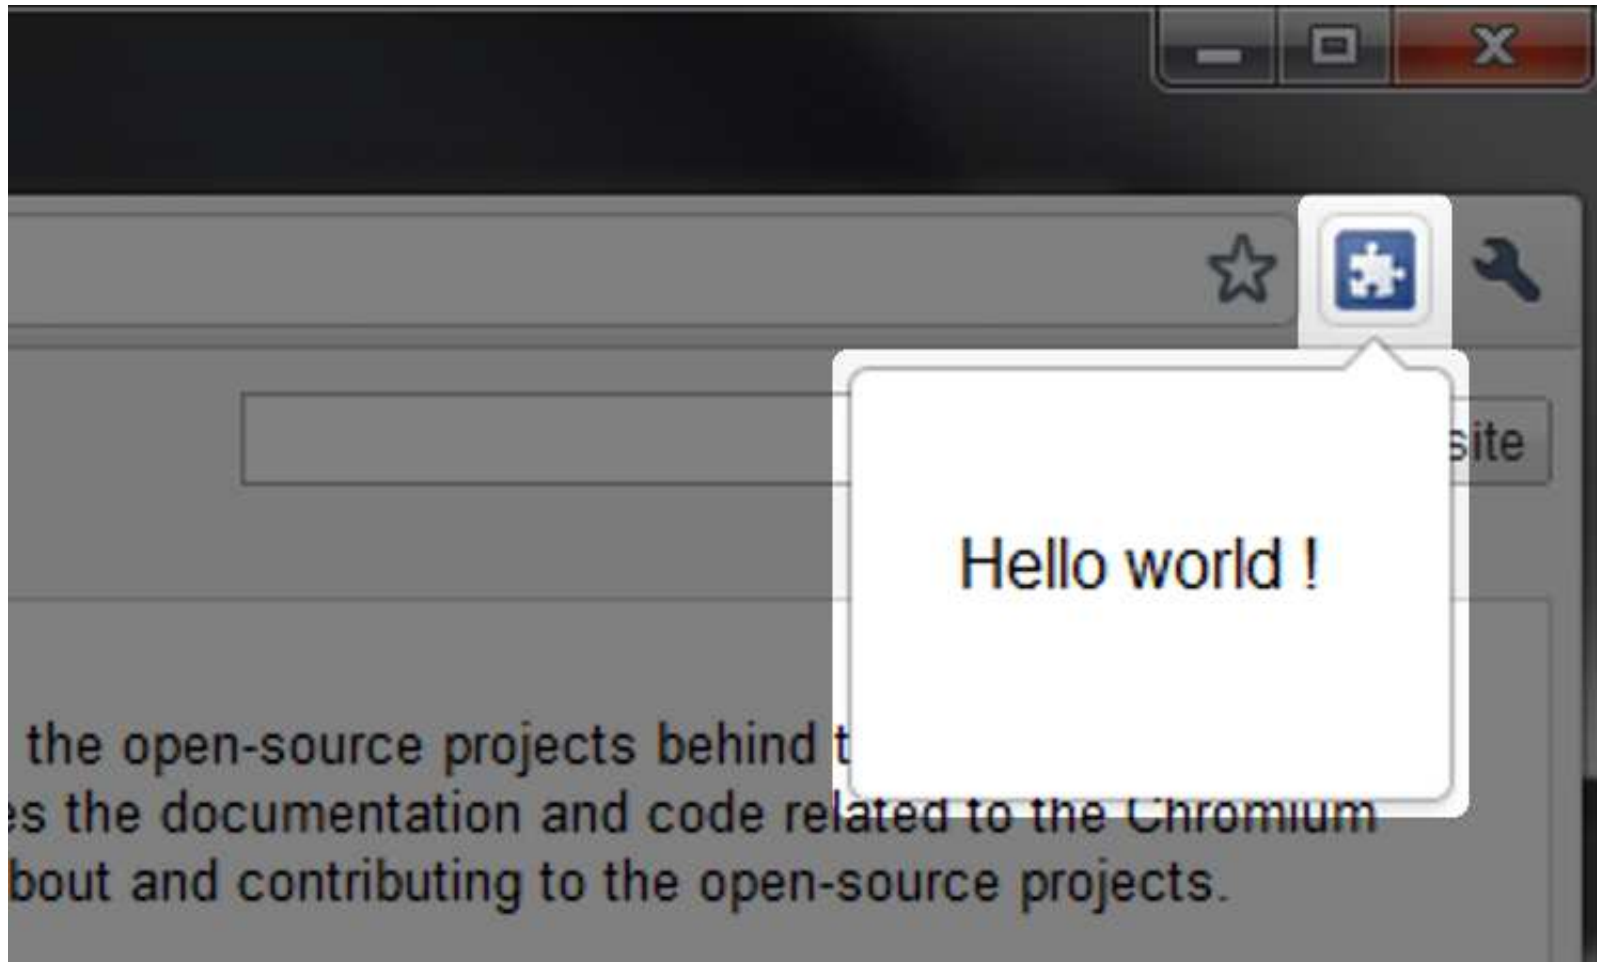 site
Hello world !
the open-source projects behind t
es the documentation and code related to the Chromium
bout and contributing to the open-source projects.